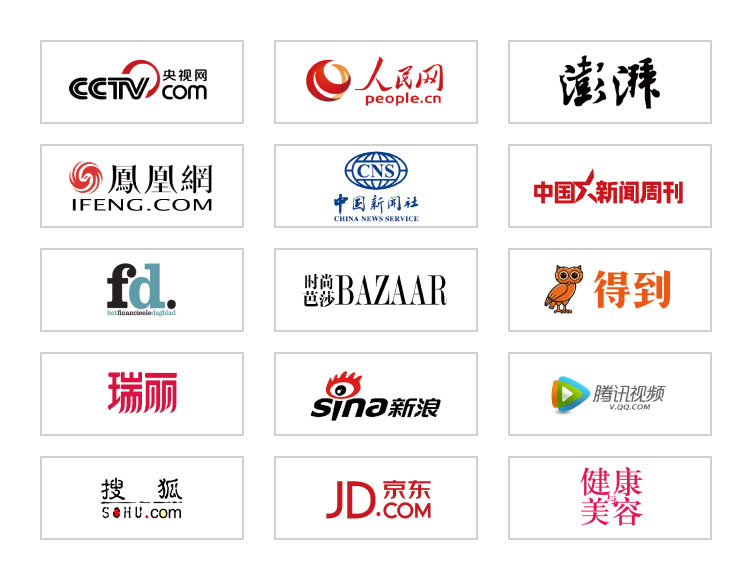 央视网
CCTV com
人民网
people.cn
澎湃
鳳凰網
IFENG.COM
CNS
中国新闻社
CHINA NEWS SERVICE
中国新闻周刊
fd.
hetfinancieeledagblad
时尚
芭莎 BAZAAR
得到
瑞丽
sina新浪
腾讯视频
V.QQ.COM
搜狐
SOHU.com
JD 京东
.COM
健康
与
美容